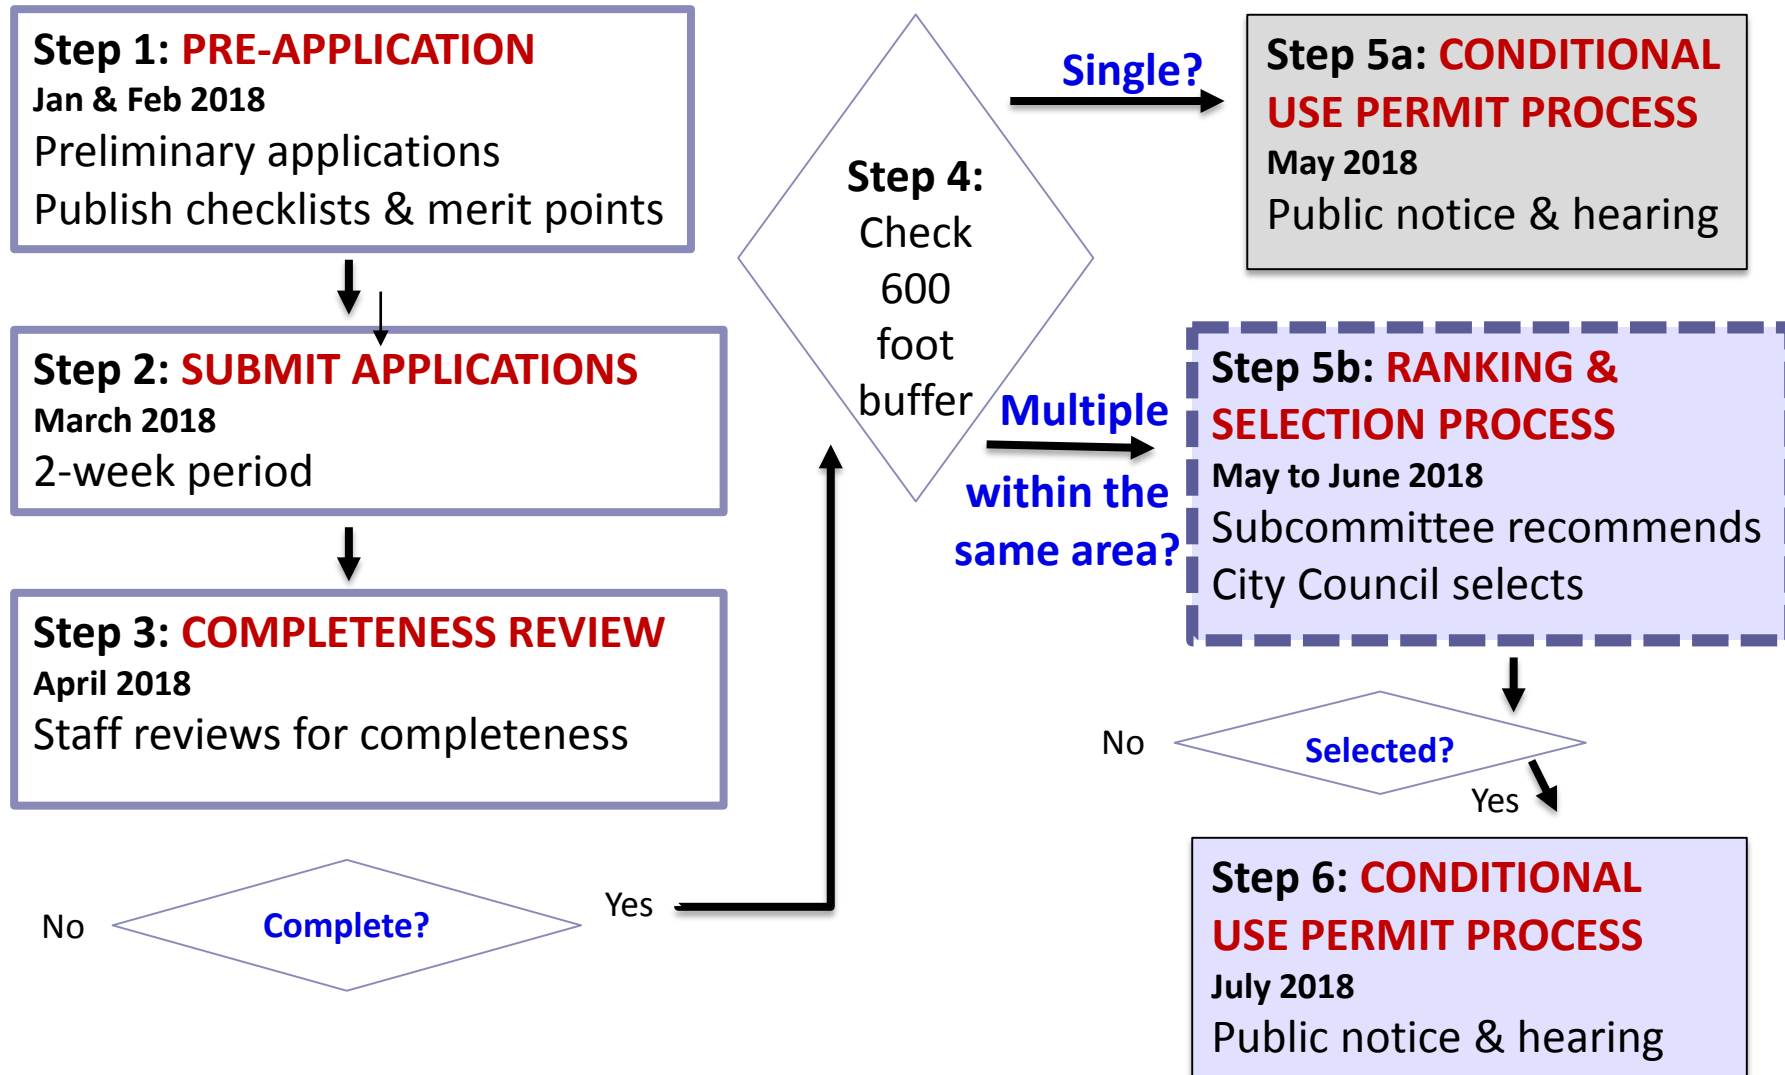 Step 1: PRE-APPLICATION
Jan & Feb 2018
Preliminary applications
Publish checklists & merit points
Step 2: SUBMIT APPLICATIONS
March 2018
2-week period
Step 3: COMPLETENESS REVIEW
April 2018
Staff reviews for completeness
No
Complete?
Yes
Step 4:
Check
600
foot
buffer
Single?
Multiple
within the
same area?
Step 5a: CONDITIONAL
USE PERMIT PROCESS
May 2018
Public notice & hearing
Step 5b: RANKING &
SELECTION PROCESS
May to June 2018
Subcommittee recommends
City Council selects
No
Selected?
Yes
Step 6: CONDITIONAL
USE PERMIT PROCESS
July 2018
Public notice & hearing